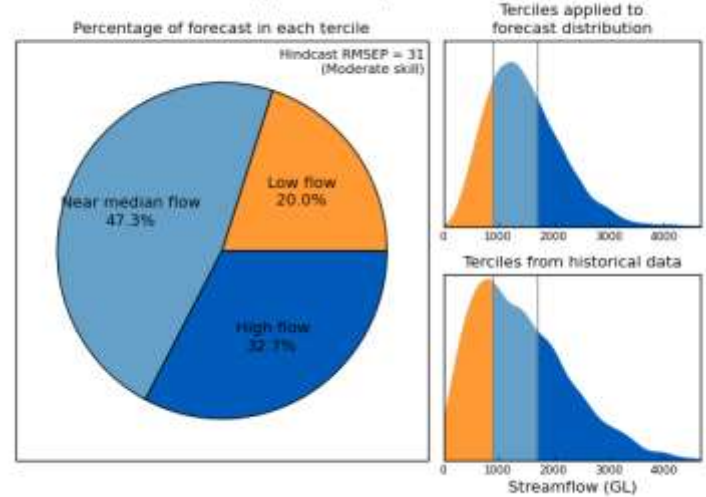 Percentage of forecast in each tercile
Hindcast RMSEP = 31
(Moderate skill)
Low flow
20.0%
Near median flow
47.3%
High flow
32.7%
Terciles applied to
forecast distribution
0 1000 2000 3000 4000
Terciles from historical data
0 1000 2000 3000 4000
Streamflow (GL)